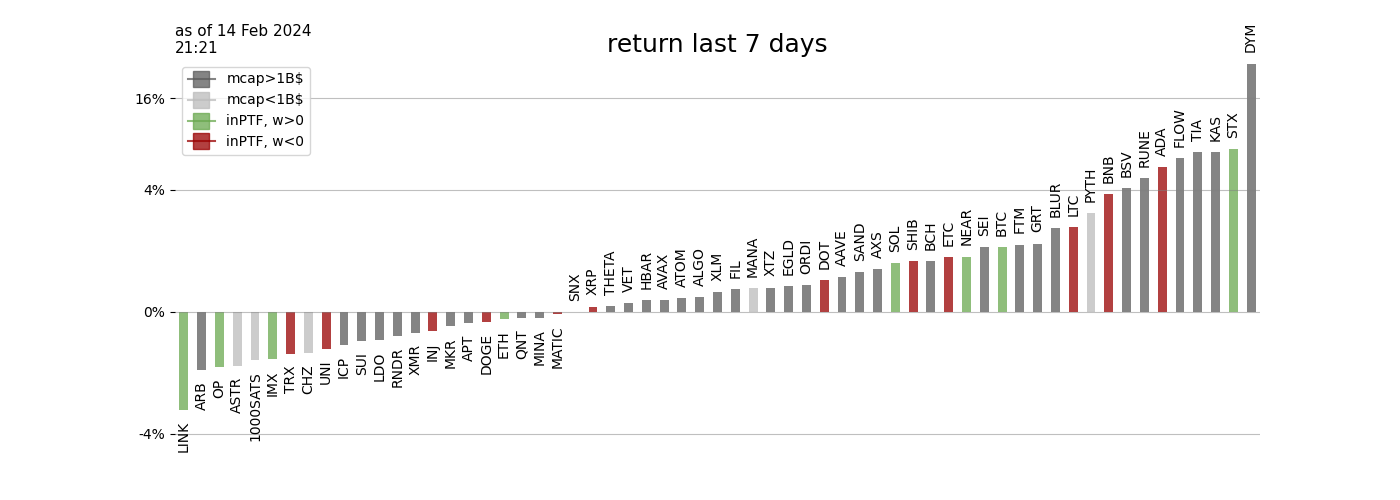 as of 14 Feb 2024
21:21
return last 7 days
mcap>1B$
mcap<1B$
inPTF, w>0
inPTF, w<0
16%
4%
0%
-4%
LINK
ARB
OP
ASTR
1000SATS
IMX
TRX
CHZ
UNI
ICP
SUI
LDO
RNDR
XMR
INJ
MKR
APT
DOGE
ETH
QNT
MINA
MATIC
SNX
XRP
THETA
VET
HBAR
AVAX
ATOM
ALGO
XLM
FIL
MANA
XTZ
EGLD
ORDI
DOT
AAVE
SAND
AXS
SOL
SHIB
BCH
ETC
NEAR
SEI
BTC
FTM
GRT
BLUR
LTC
PYTH
BNB
BSV
RUNE
ADA
FLOW
TIA
KAS
STX
DYM